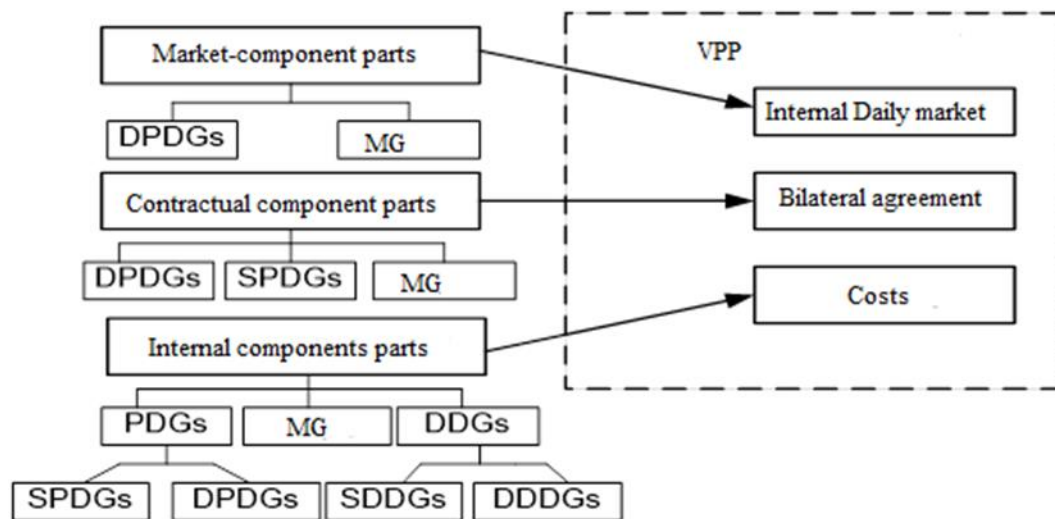 VPP
Market-component parts
Internal Daily market
DPDGs
MG
Contractual component parts
Bilateral agreement
DPDGs
SPDGs
MG
Costs
Internal components parts
PDGs
MG
DDGs
SPDGs
DPDGs
SDDGs
DDDGs